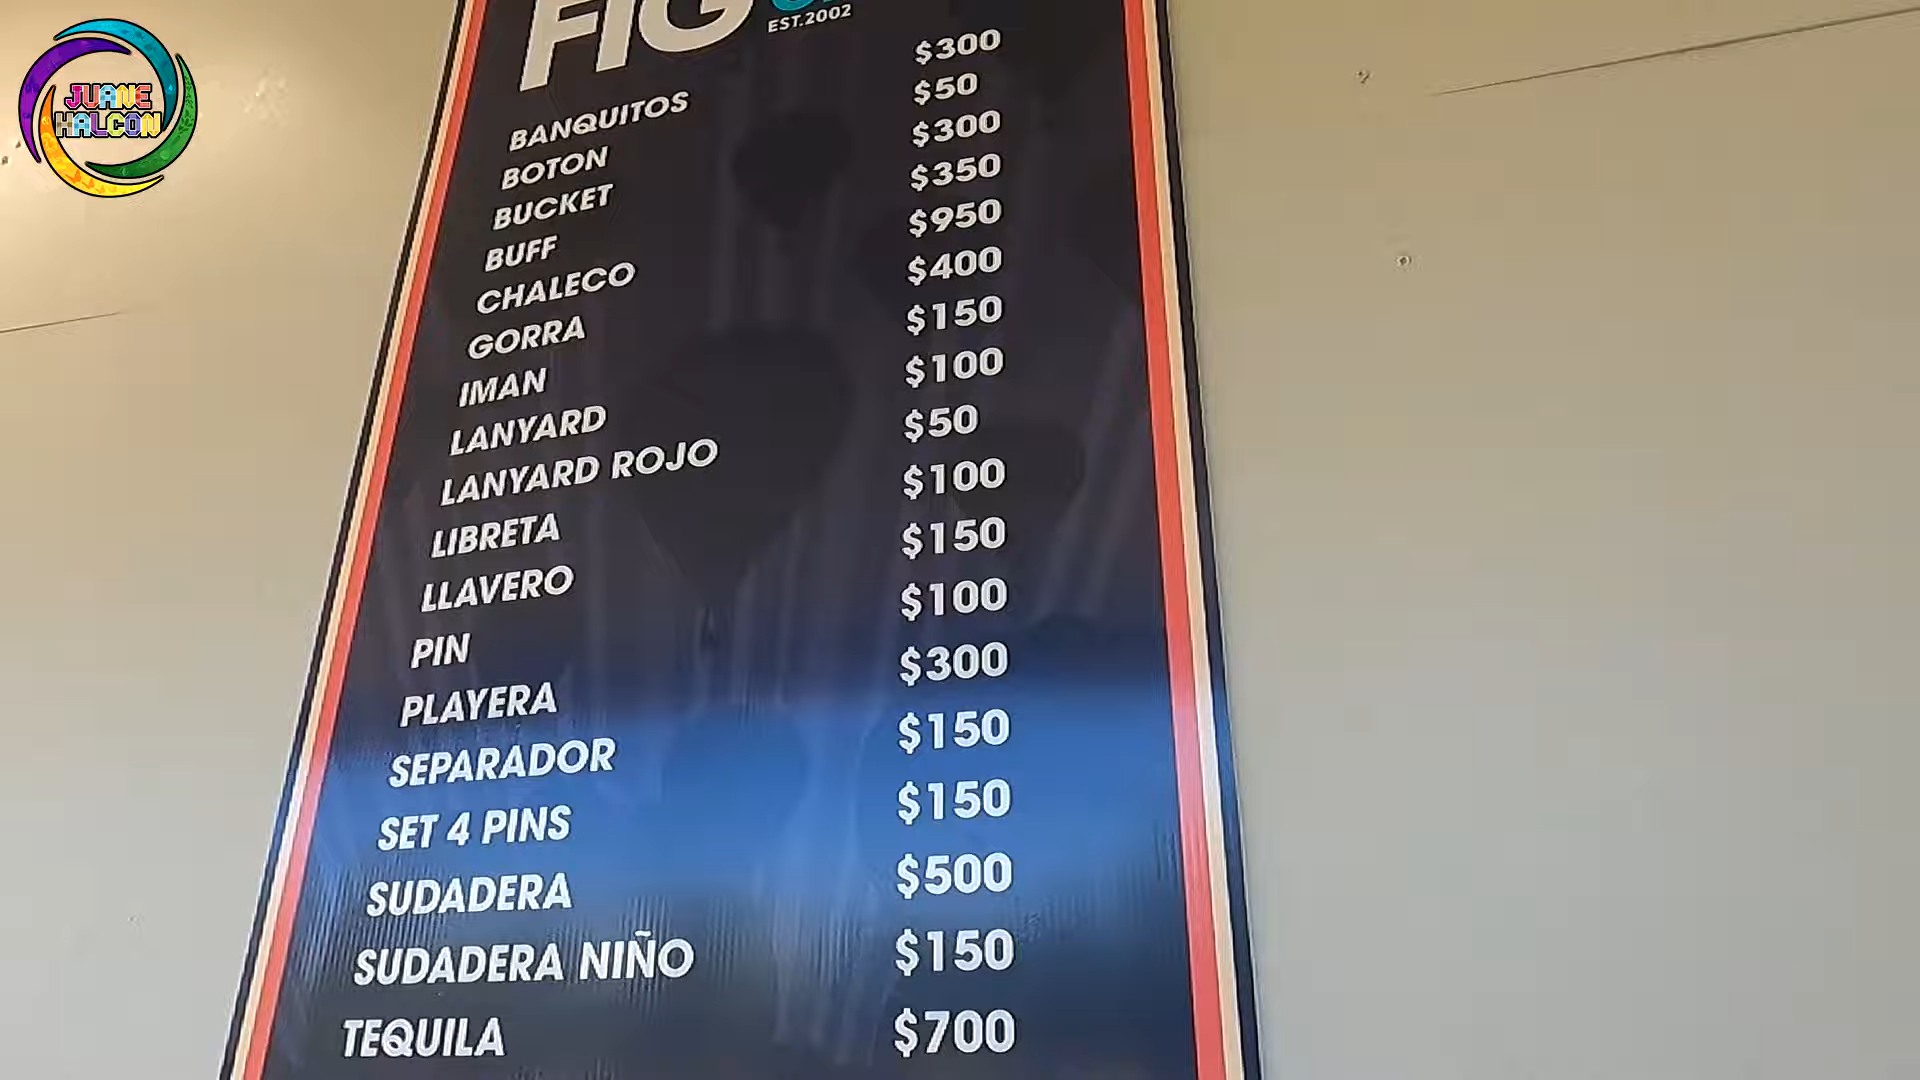 JUANE
HALCON
FIG
EST.2002
BANQUITOS $300
BOTON $50
BUCKET $300
BUFF $350
CHALECO $950
GORRA $400
IMAN $150
LANYARD $100
LANYARD ROJO $50
LIBRETA $100
LLAVERO $150
PIN $100
PLAYERA $300
SEPARADOR $150
SET 4 PINS $150
SUDADERA $500
SUDADERA NIÑO $150
TEQUILA $700